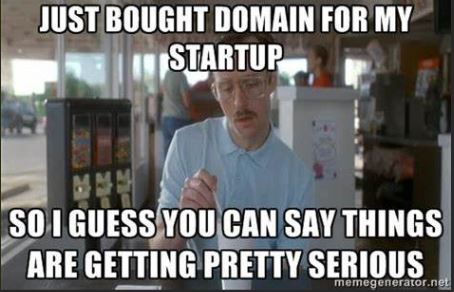 JUST BOUGHT DOMAIN FOR MY
STARTUP
SO I GUESS YOU CAN SAY THINGS
ARE GETTING PRETTY SERIOUS
memegenerator.net